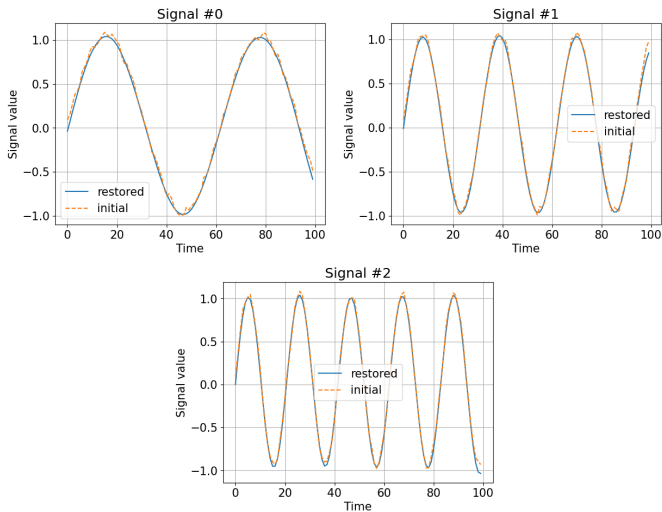 Signal #0
1.0
0.5
0.0
−0.5
−1.0
Signal value
restored
initial
0 20 40 60 80 100
Time
Signal #1
1.0
0.5
0.0
−0.5
−1.0
Signal value
restored
initial
0 20 40 60 80 100
Time
Signal #2
1.0
0.5
0.0
−0.5
−1.0
Signal value
restored
initial
0 20 40 60 80 100
Time